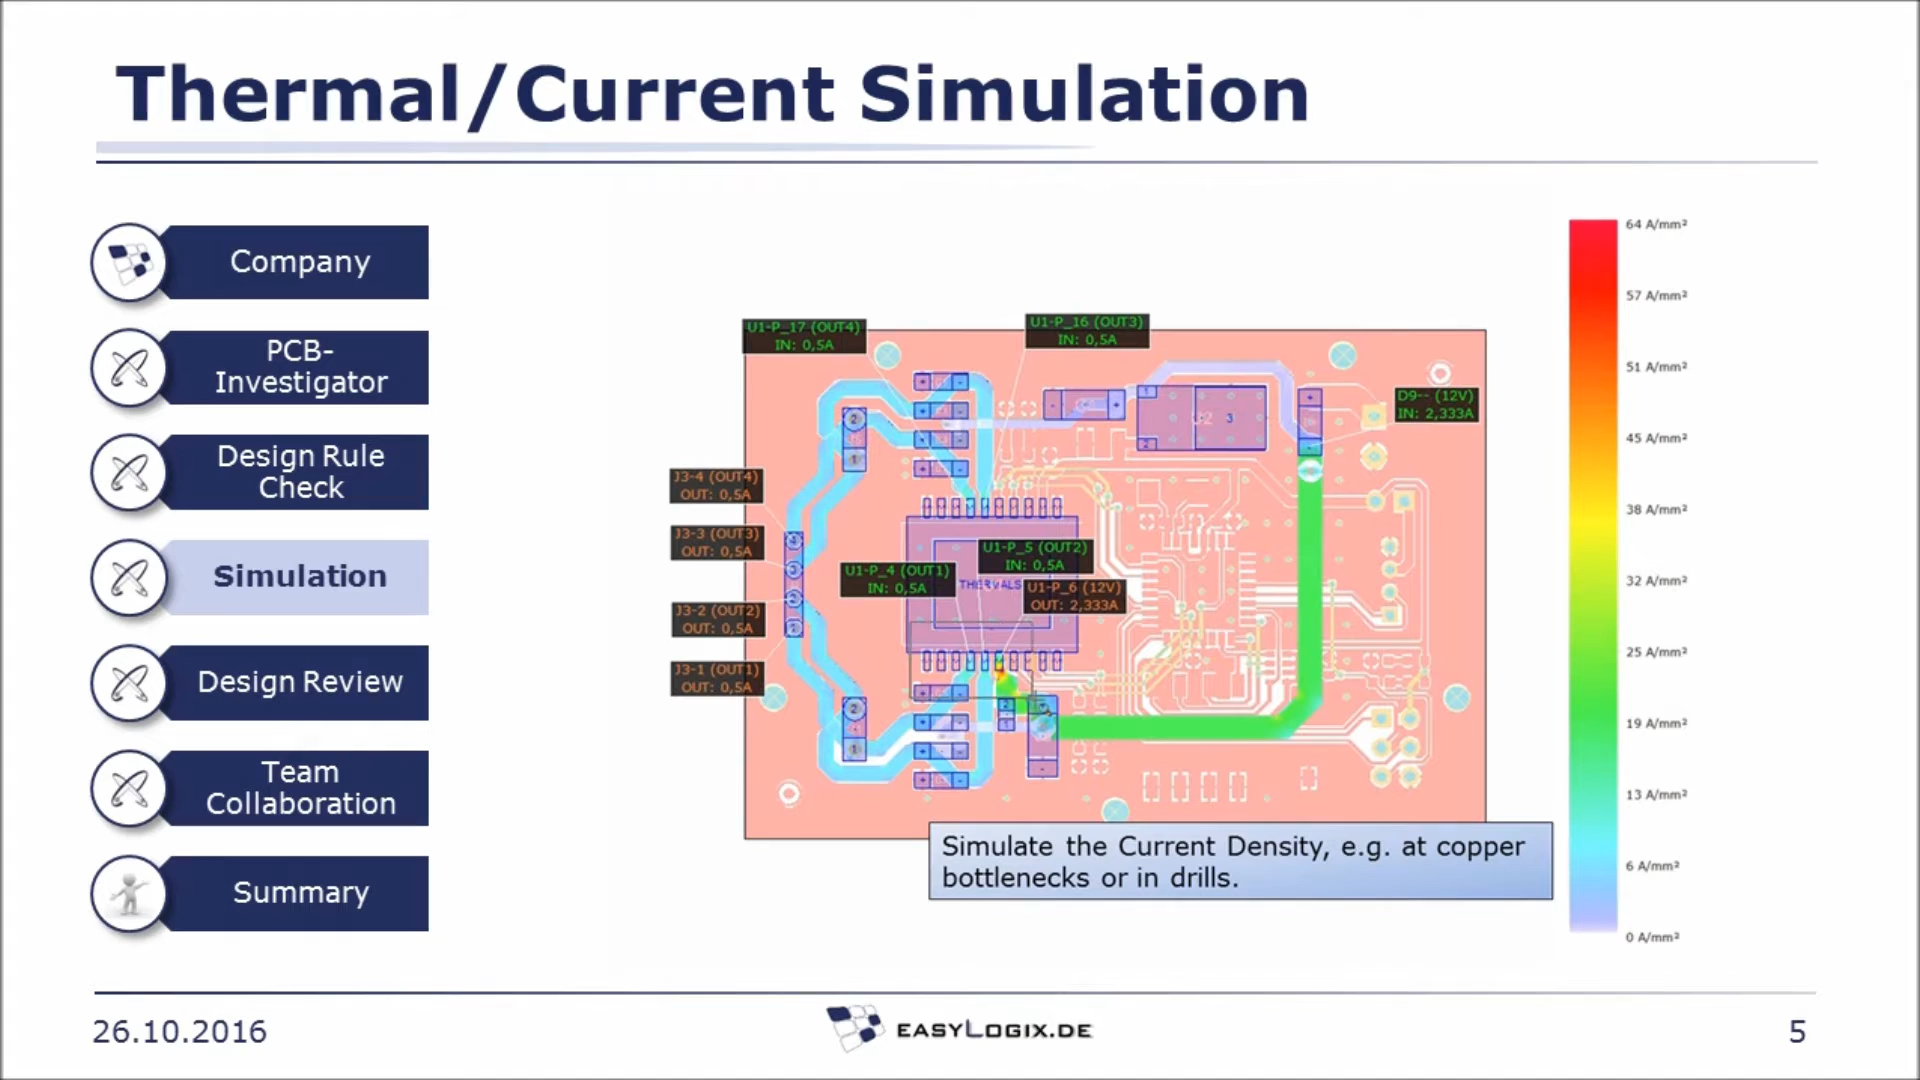 Thermal/Current Simulation
Company
PCB-
Investigator
Design Rule
Check
Simulation
Design Review
Team
Collaboration
Summary
U1-P_17 (OUT4)
IN: 0,5A
U1-P_16 (OUT3)
IN: 0,5A
D9-- (12V)
IN: 2,333A
J3-4 (OUT4)
OUT: 0,5A
J3-3 (OUT3)
OUT: 0,5A
J3-2 (OUT2)
OUT: 0,5A
J3-1 (OUT1)
OUT: 0,5A
U1-P_4 (OUT1)
IN: 0,5A
U1-P_5 (OUT2)
IN: 0,5A
U1-P_6 (12V)
OUT: 2,333A
THERVALS
Simulate the Current Density, e.g. at copper
bottlenecks or in drills.
64 A/mm²
57 A/mm²
51 A/mm²
45 A/mm²
38 A/mm²
32 A/mm²
25 A/mm²
19 A/mm²
13 A/mm²
6 A/mm²
0 A/mm²
26.10.2016
EASYLOGIX.DE
5